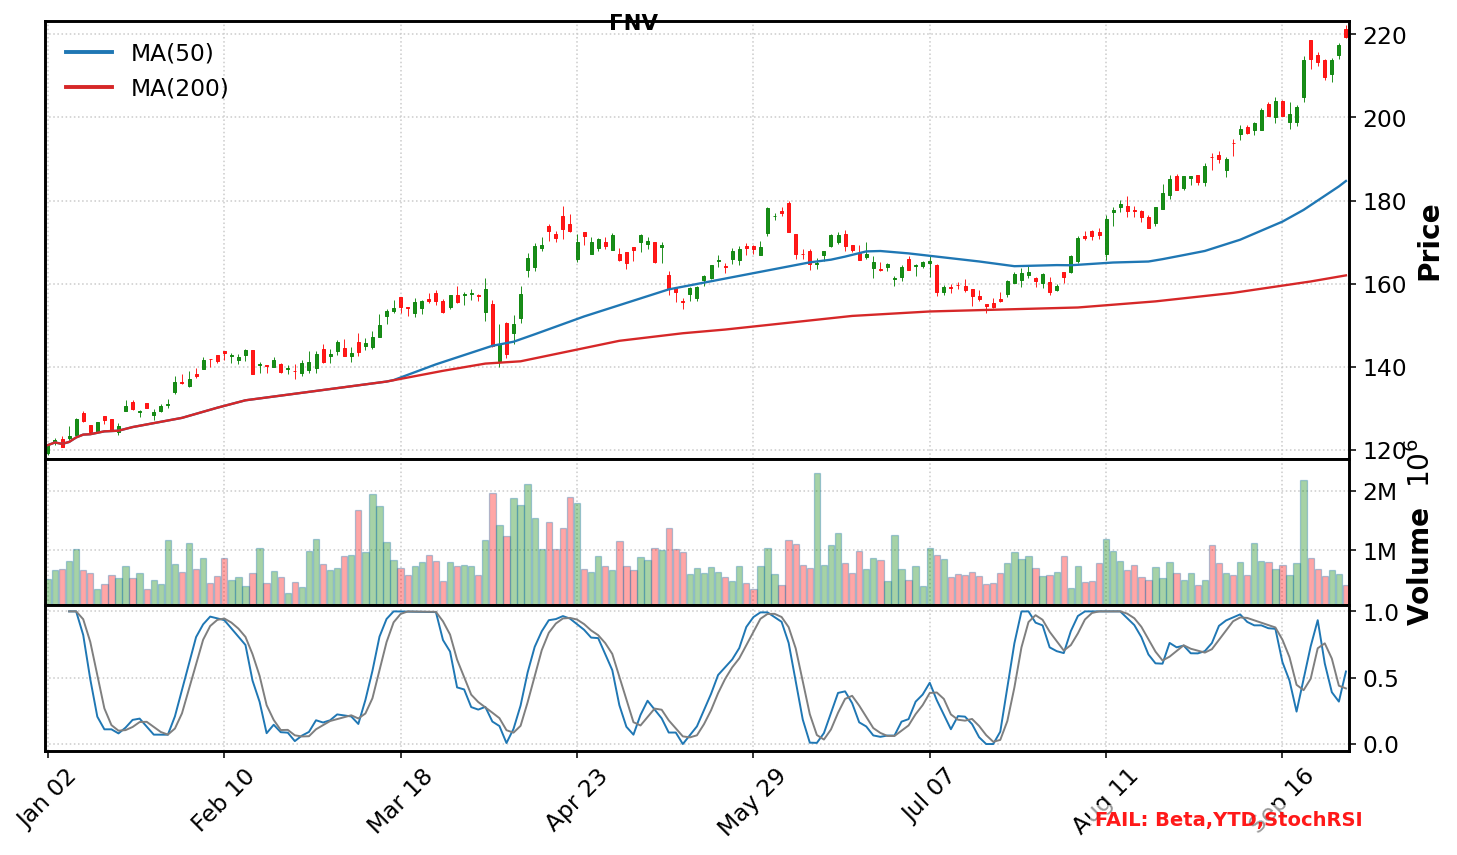 FNV
MA(50)
MA(200)
220
200
180
160
140
120
Price
10^6
2M
1M
Volume
1.0
0.5
0.0
Jan 02
Feb 10
Mar 18
Apr 23
May 29
Jul 07
Aug 11
Sep 16
FAIL: Beta,YTD,StochRSI